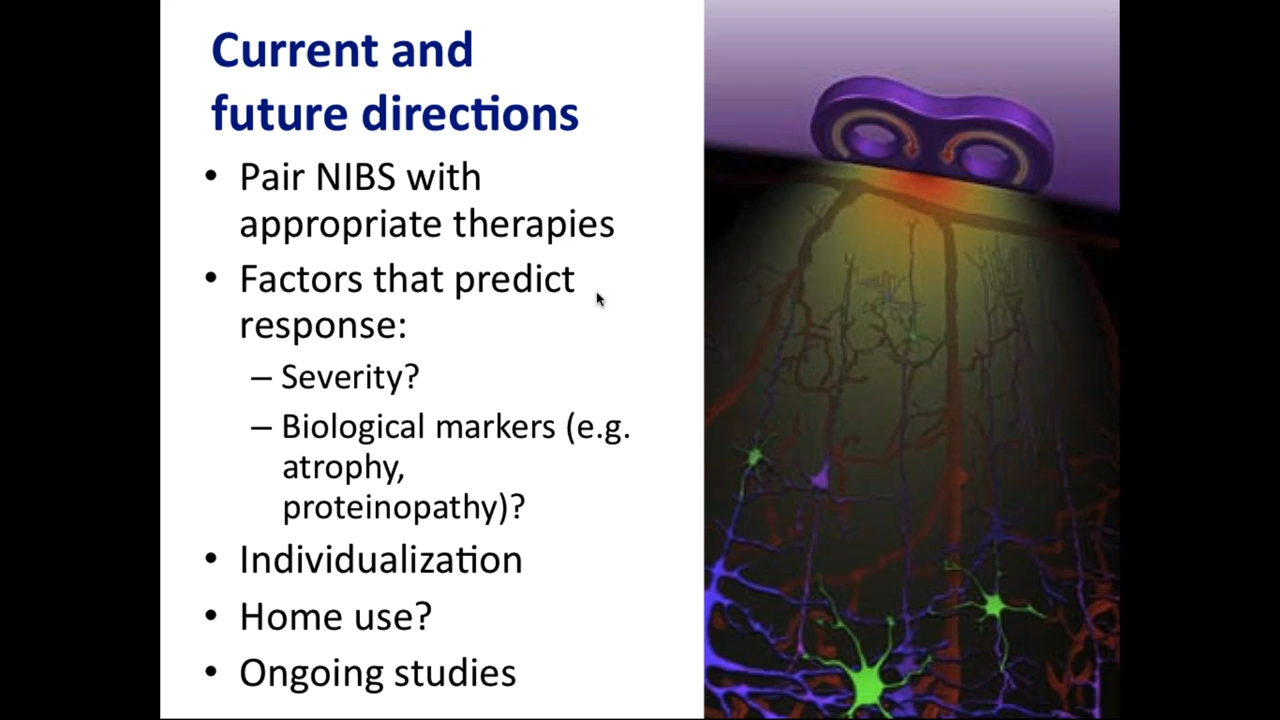 Current and
future directions
• Pair NIBS with
appropriate therapies
• Factors that predict
response:
– Severity?
– Biological markers (e.g.
atrophy,
proteinopathy)?
• Individualization
• Home use?
• Ongoing studies